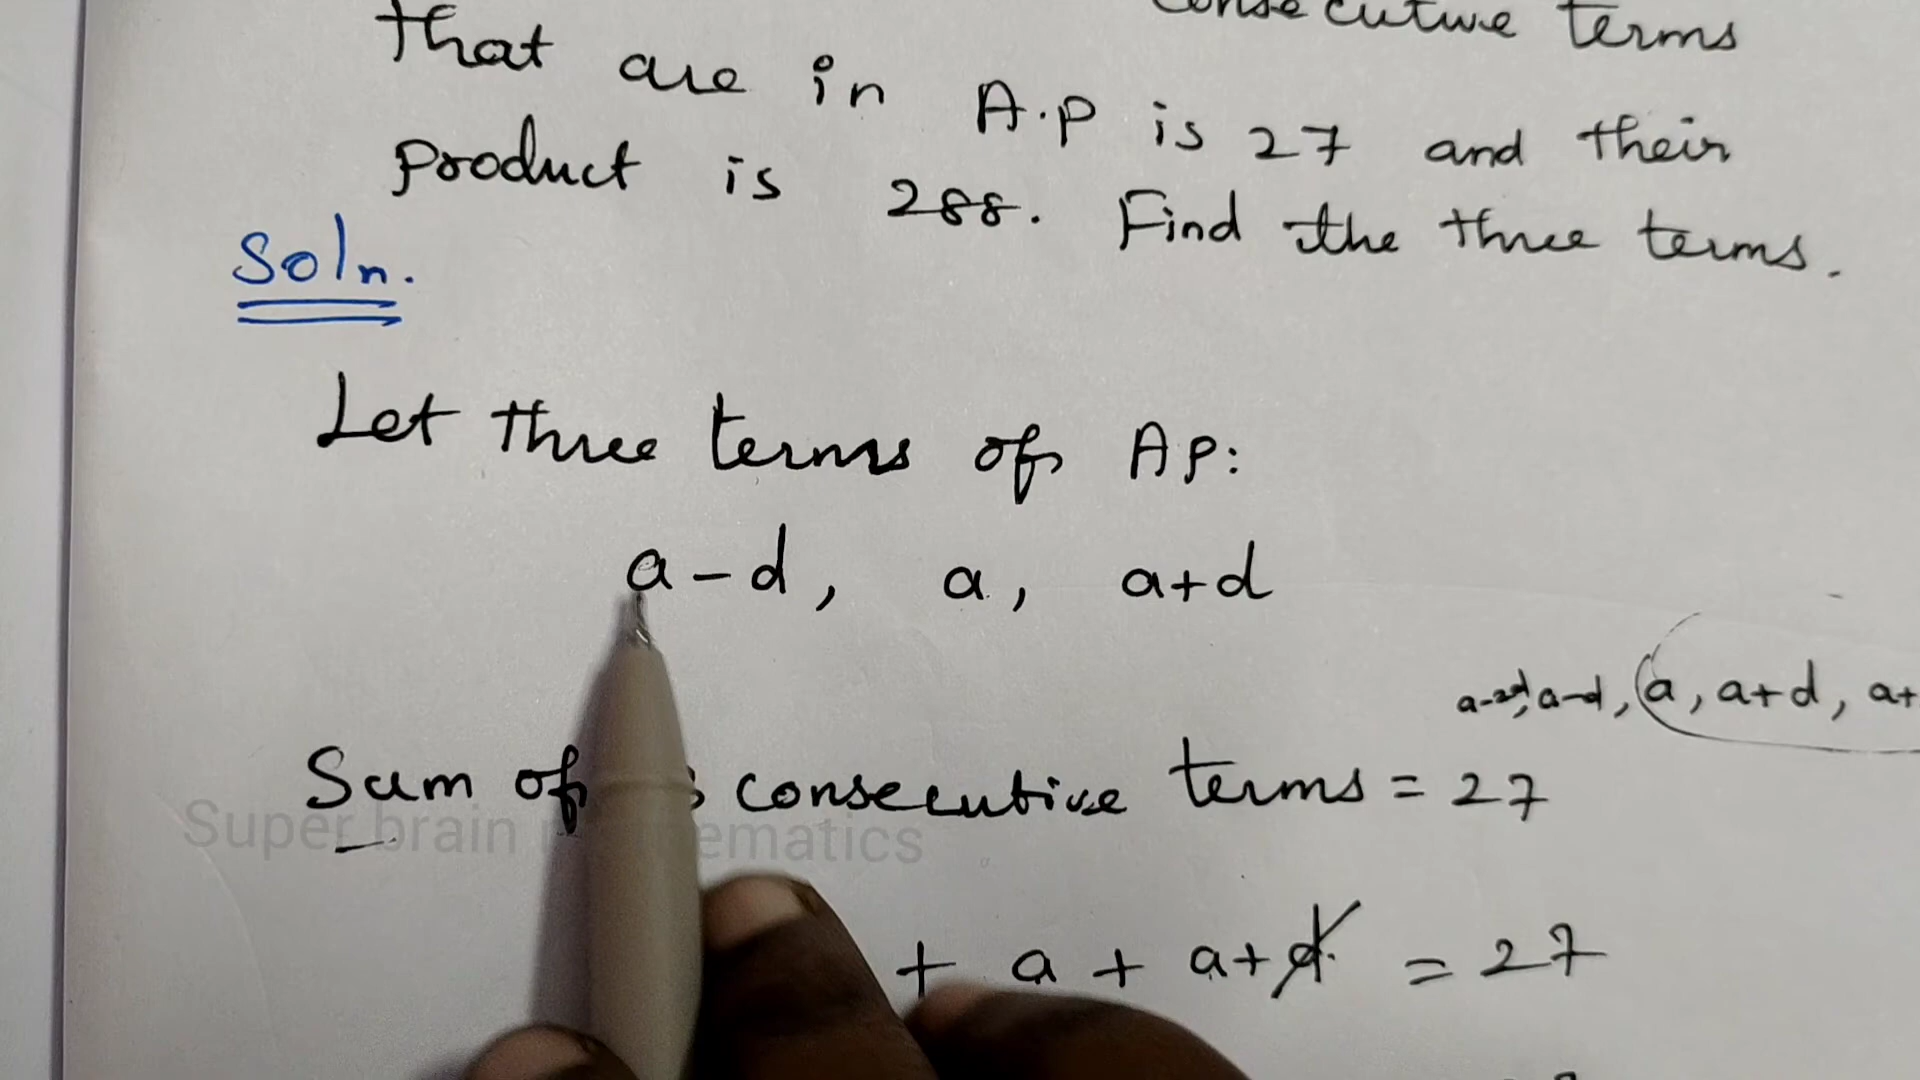 consecutive terms
that are in A.P is 27 and their
product is 288. Find the three terms.
Soln.
Let three terms of AP:
a-d, a, a+d
a-2d, a-d, (a, a+d, a+
Sum of consecutive terms = 27
Super brain mathematics
+ a + a+d = 27